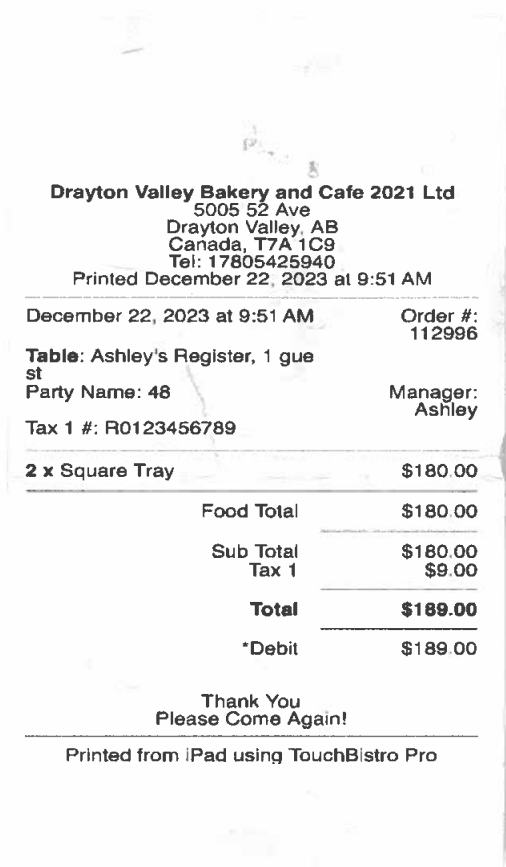 Drayton Valley Bakery and Cafe 2021 Ltd
5005 52 Ave
Drayton Valley, AB
Canada, T7A 1C9
Tel: 17805425940
Printed December 22, 2023 at 9:51 AM
December 22, 2023 at 9:51 AM Order #:
112996
Table: Ashley's Register, 1 gue
st
Party Name: 48 Manager:
Ashley
Tax 1 #: R0123456789
2 x Square Tray $180.00
Food Total $180.00
Sub Total $180.00
Tax 1 $9.00
Total $189.00
*Debit $189.00
Thank You
Please Come Again!
Printed from iPad using TouchBistro Pro